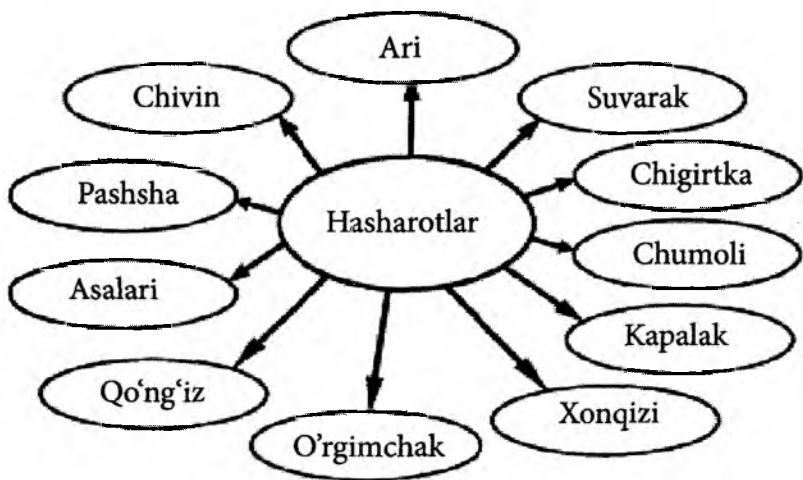 Ari
Chivin
Suvarak
Chigirtka
Pashsha
Hasharotlar
Chumoli
Asalari
Kapalak
Qo‘ng‘iz
Xonqizi
O'rgimchak